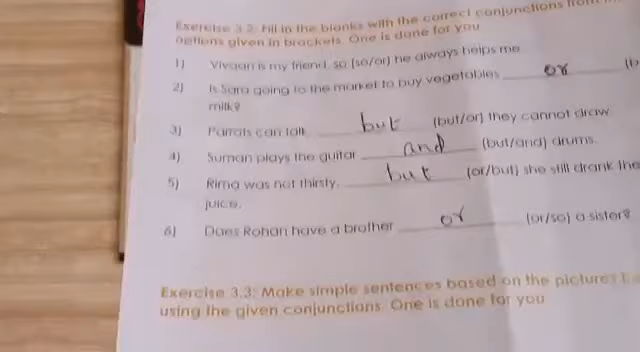 Exercise 3.2: Fill in the blanks with the correct conjunctions from
options given in brackets. One is done for you
1) Vivaan is my friend, so (so/or) he always helps me
2) Is Sara going to the market to buy vegetables or
milk?
3) Parrots can talk but (but/or) they cannot draw
4) Suman plays the guitar and (but/and) drums.
5) Rima was not thirsty, but (or/but) she still drank the
juice.
6) Does Rohan have a brother or (or/so) a sister?
Exercise 3.3: Make simple sentences based on the pictures
using the given conjunctions. One is done for you